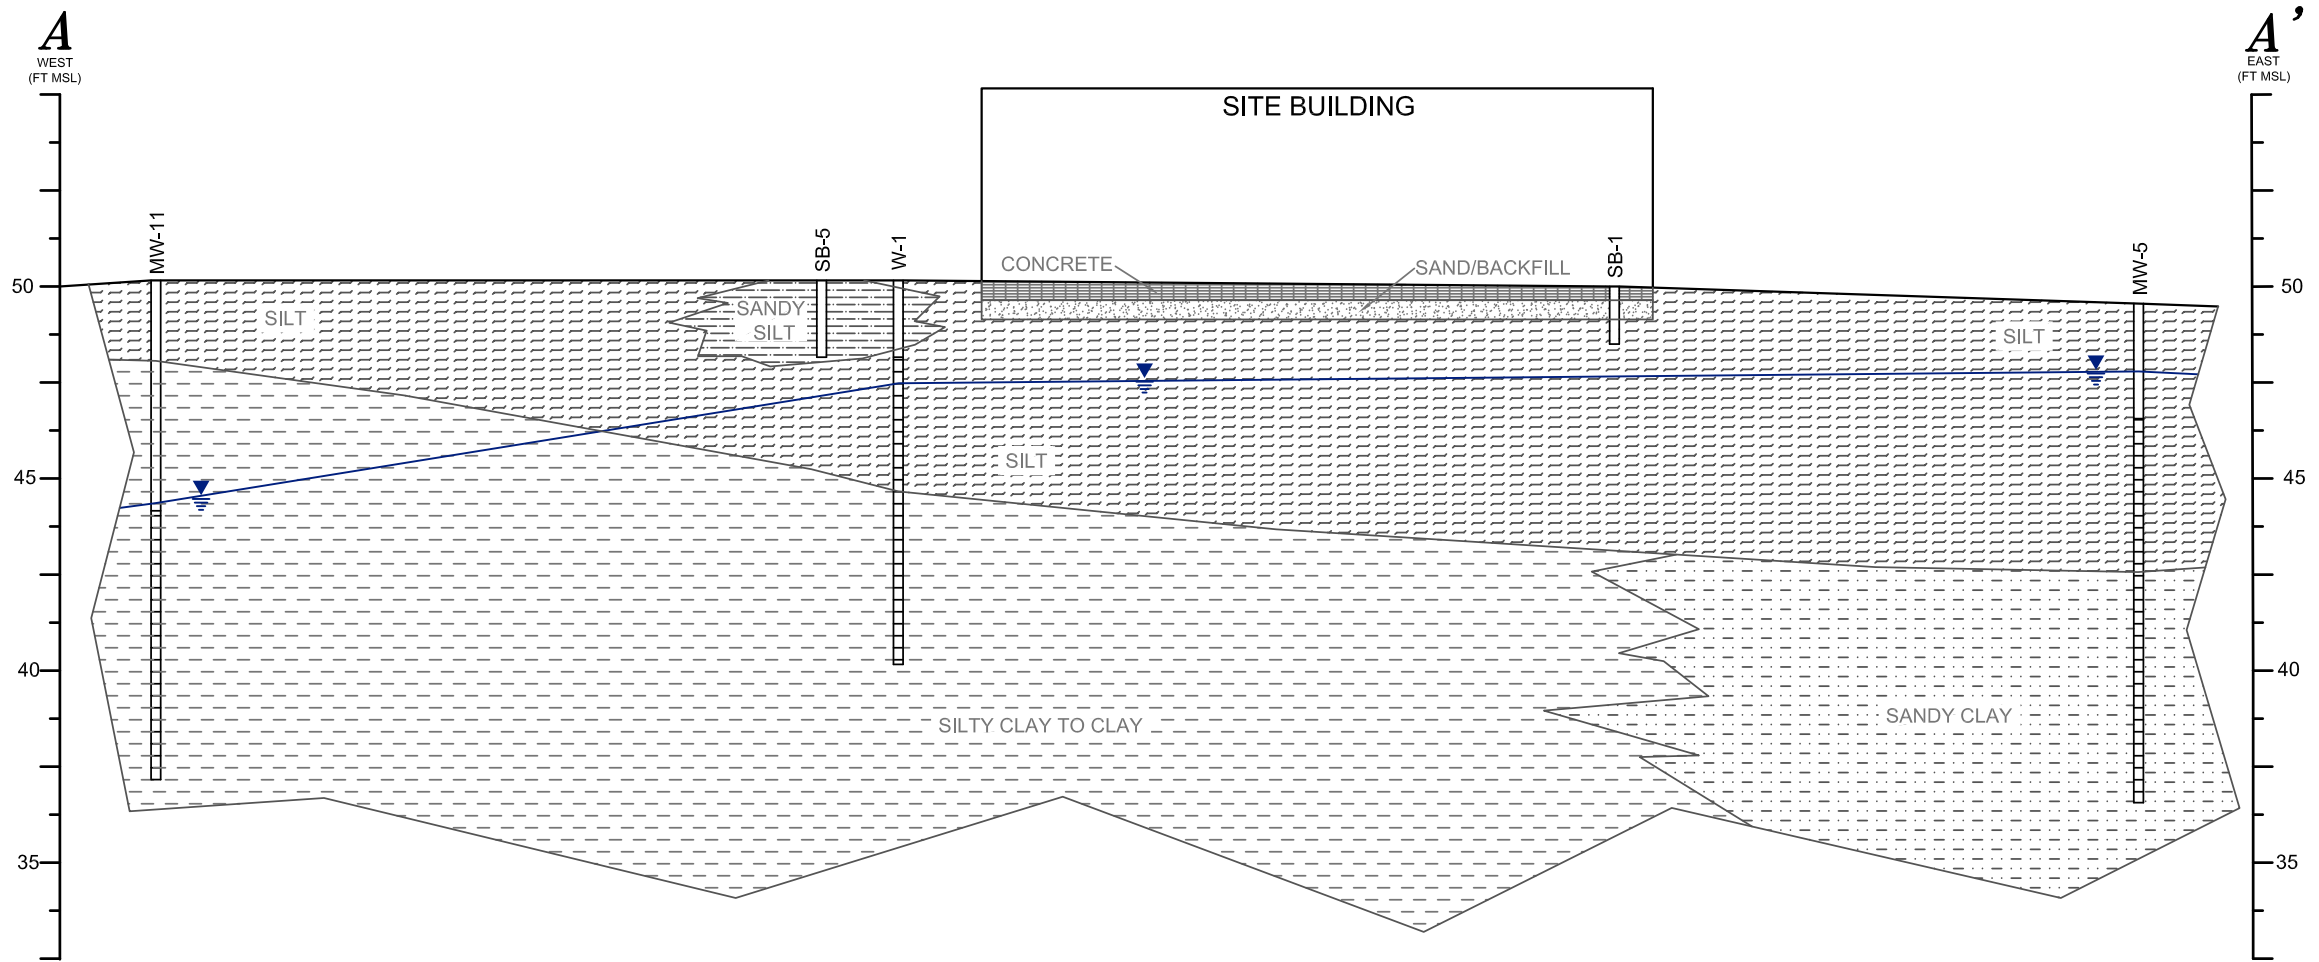 A
WEST
(FT MSL)
A'
EAST
(FT MSL)
SITE BUILDING
MW-11
SB-5
W-1
SB-1
MW-5
CONCRETE
SAND/BACKFILL
50
50
SILT
SANDY
SILT
SILT
SILT
45
45
40
40
SILTY CLAY TO CLAY
SANDY CLAY
35
35